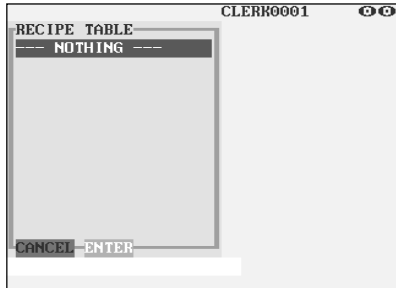 CLERK0001
RECIPE TABLE
--- NOTHING ---
CANCEL ENTER